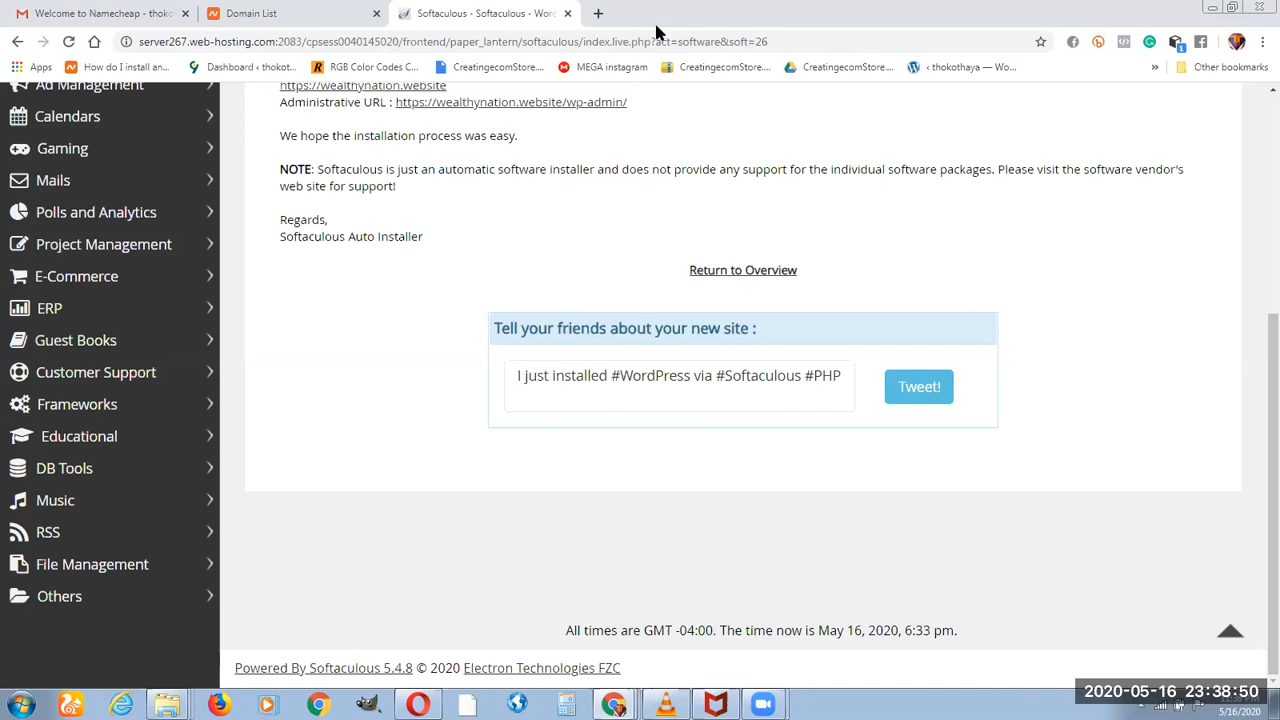 Welcome to Namecheap - thoko
Domain List
Softaculous - Softaculous - Wor
server267.web-hosting.com:2083/cpsess0040145020/frontend/paper_lantern/softaculous/index.live.php?act=software&soft=26
Apps
How do I install an...
Dashboard ‹ thokot...
RGB Color Codes C...
CreatingecomStore...
MEGA instagram
CreatingecomStore...
CreatingecomStore...
‹ thokothaya — Wo...
»
Other bookmarks
Ad Management
Calendars
Gaming
Mails
Polls and Analytics
Project Management
E-Commerce
ERP
Guest Books
Customer Support
Frameworks
Educational
DB Tools
Music
RSS
File Management
Others
https://wealthynation.website
Administrative URL : https://wealthynation.website/wp-admin/
We hope the installation process was easy.
NOTE: Softaculous is just an automatic software installer and does not provide any support for the individual software packages. Please visit the software vendor's
web site for support!
Regards,
Softaculous Auto Installer
Return to Overview
Tell your friends about your new site :
I just installed #WordPress via #Softaculous #PHP
Tweet!
All times are GMT -04:00. The time now is May 16, 2020, 6:33 pm.
Powered By Softaculous 5.4.8 © 2020 Electron Technologies FZC
2020-05-16 23:38:50
5/16/2020